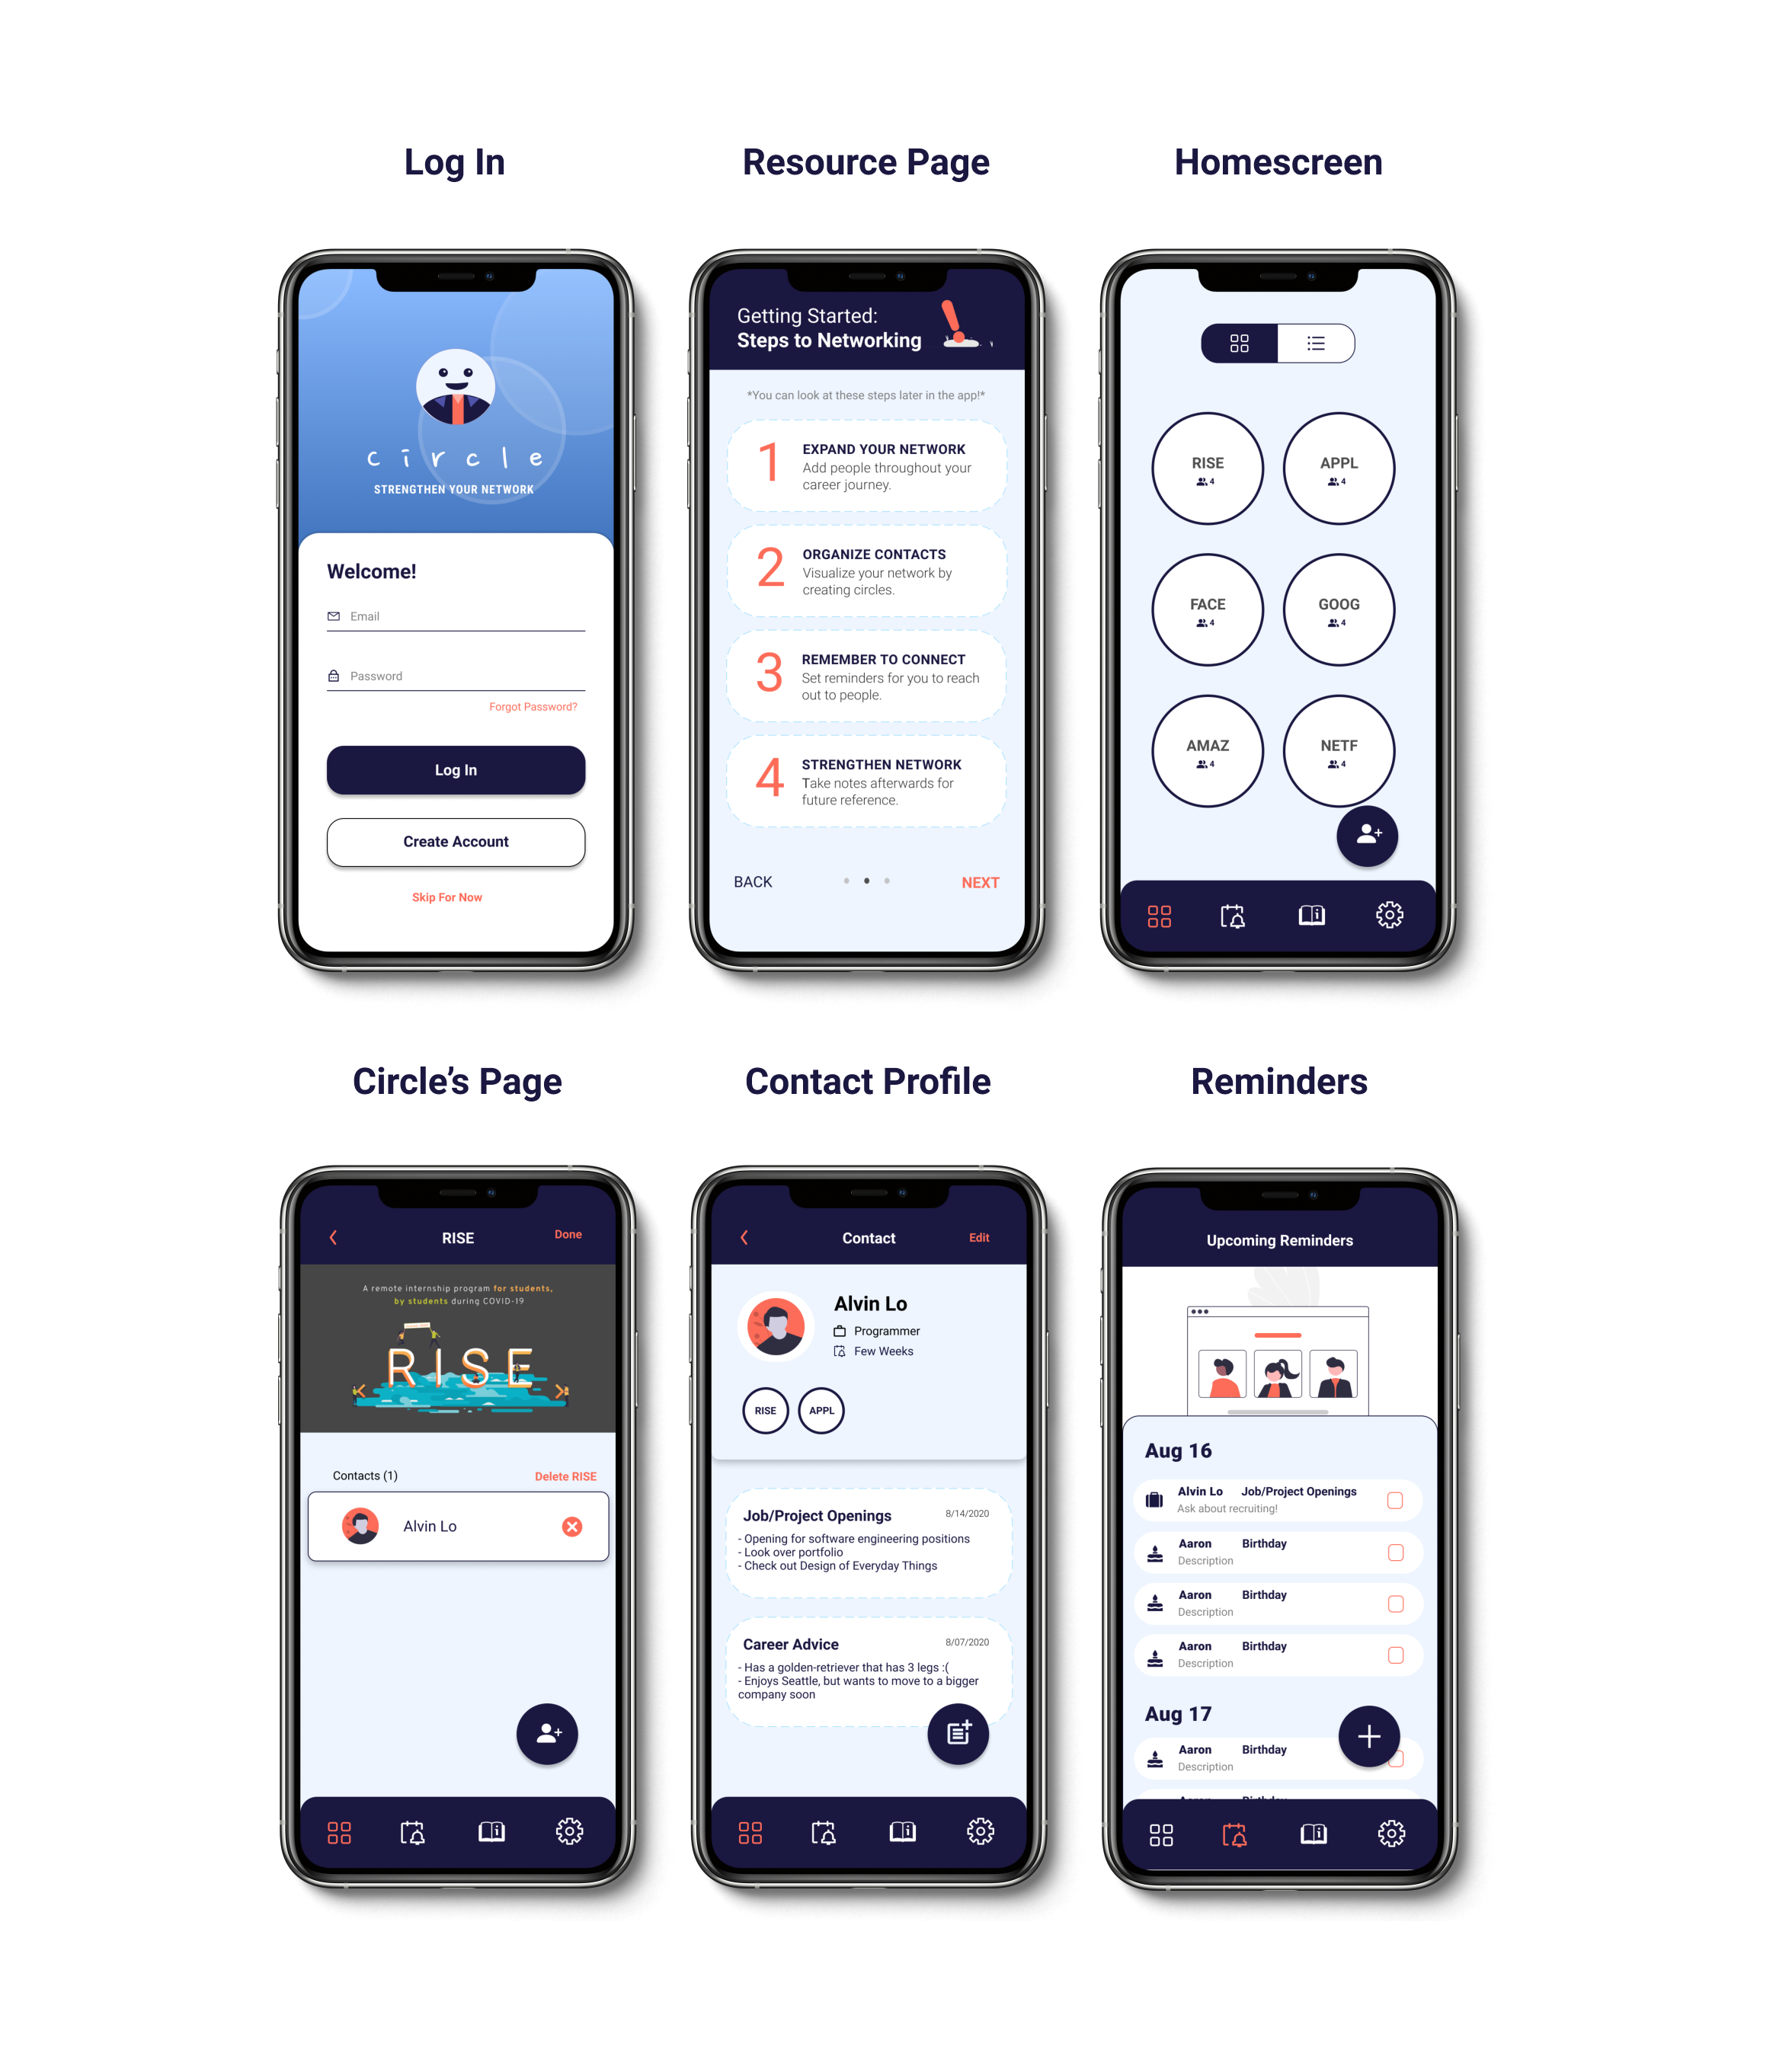 Log In
Resource Page
Homescreen
circle
STRENGTHEN YOUR NETWORK
Welcome!
Email
Password
Forgot Password?
Log In
Create Account
Skip For Now
Getting Started:
Steps to Networking
*You can look at these steps later in the app!*
1
EXPAND YOUR NETWORK
Add people throughout your
career journey.
2
ORGANIZE CONTACTS
Visualize your network by
creating circles.
3
REMEMBER TO CONNECT
Set reminders for you to reach
out to people.
4
STRENGTHEN NETWORK
Take notes afterwards for
future reference.
BACK
NEXT
RISE
4
APPL
4
FACE
4
GOOG
4
AMAZ
4
NETF
4
Circle's Page
Contact Profile
Reminders
RISE
Done
A remote internship program for students,
by students during COVID-19
RISE
Contacts (1)
Delete RISE
Alvin Lo
Contact
Edit
Alvin Lo
Programmer
Few Weeks
RISE
APPL
Job/Project Openings
8/14/2020
- Opening for software engineering positions
- Look over portfolio
- Check out Design of Everyday Things
Career Advice
8/07/2020
- Has a golden-retriever that has 3 legs :(
- Enjoys Seattle, but wants to move to a bigger
company soon
Upcoming Reminders
Aug 16
Alvin Lo Job/Project Openings
Ask about recruiting!
Aaron Birthday
Description
Aaron Birthday
Description
Aaron Birthday
Description
Aug 17
Aaron Birthday
Description